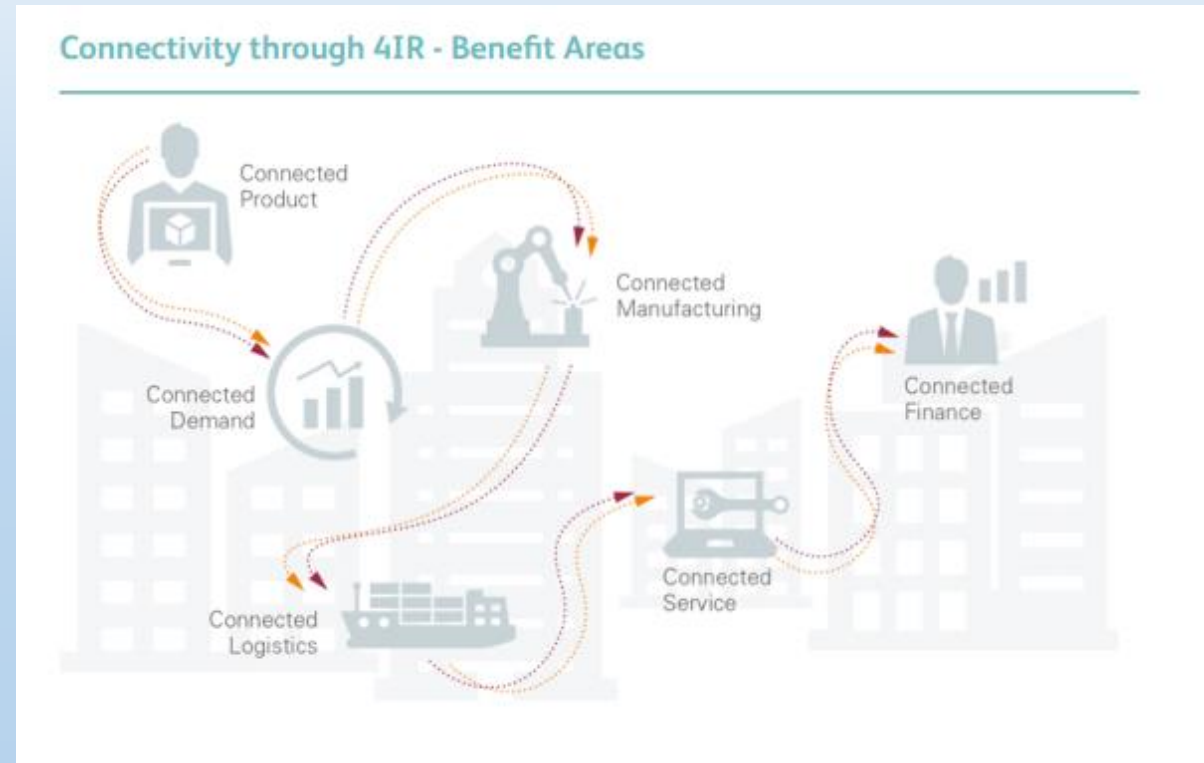 Connectivity through 4IR - Benefit Areas
Connected
Product
Connected
Demand
Connected
Manufacturing
Connected
Logistics
Connected
Service
Connected
Finance